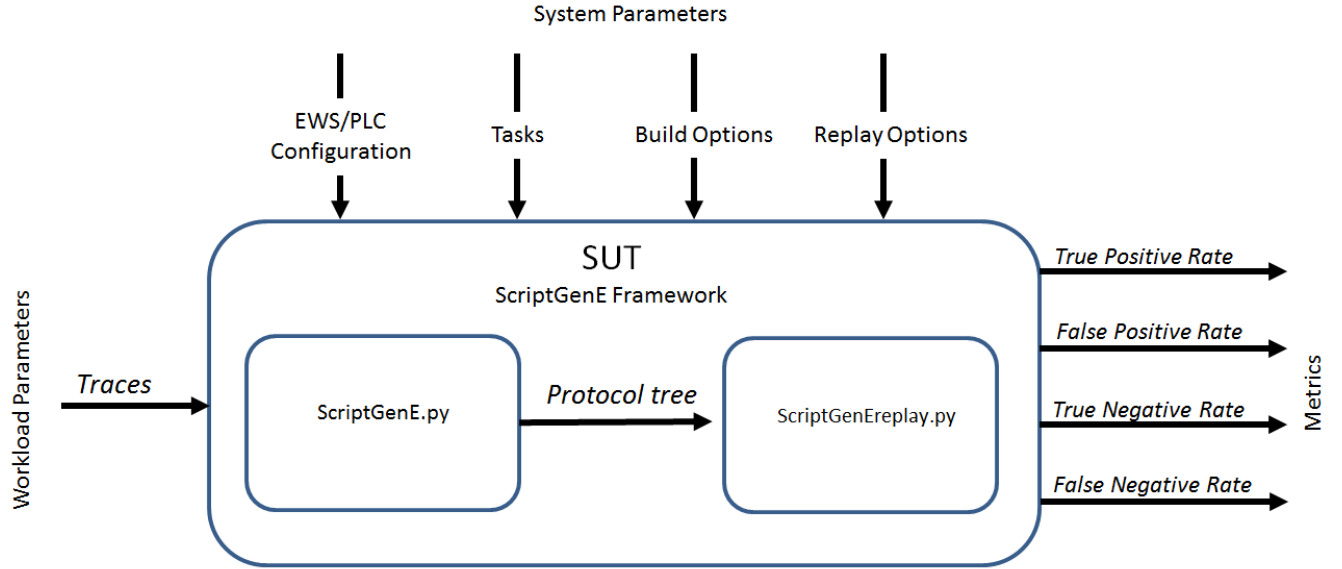 System Parameters
EWS/PLC
Configuration
Tasks
Build Options
Replay Options
SUT
ScriptGenE Framework
Workload Parameters
Traces
ScriptGenE.py
Protocol tree
ScriptGenEreplay.py
True Positive Rate
False Positive Rate
True Negative Rate
False Negative Rate
Metrics